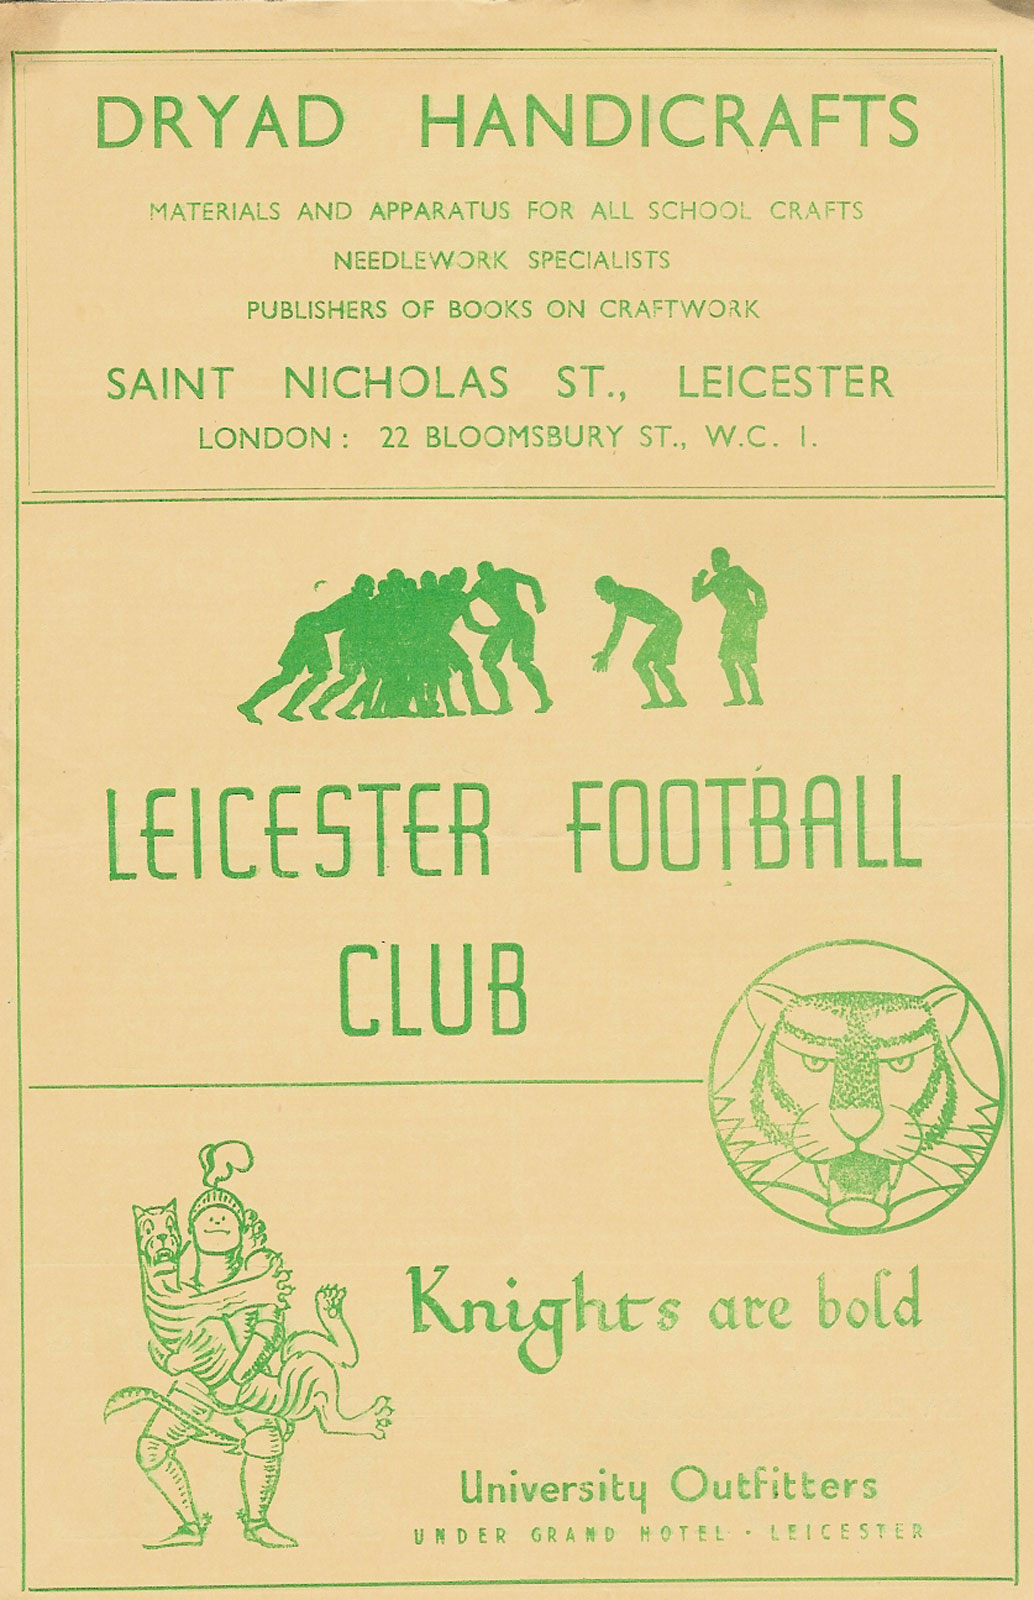 DRYAD HANDICRAFTS
MATERIALS AND APPARATUS FOR ALL SCHOOL CRAFTS
NEEDLEWORK SPECIALISTS
PUBLISHERS OF BOOKS ON CRAFTWORK
SAINT NICHOLAS ST., LEICESTER
LONDON: 22 BLOOMSBURY ST., W.C. 1.
LEICESTER FOOTBALL
CLUB
Knights are bold
University Outfitters
UNDER GRAND HOTEL · LEICESTER